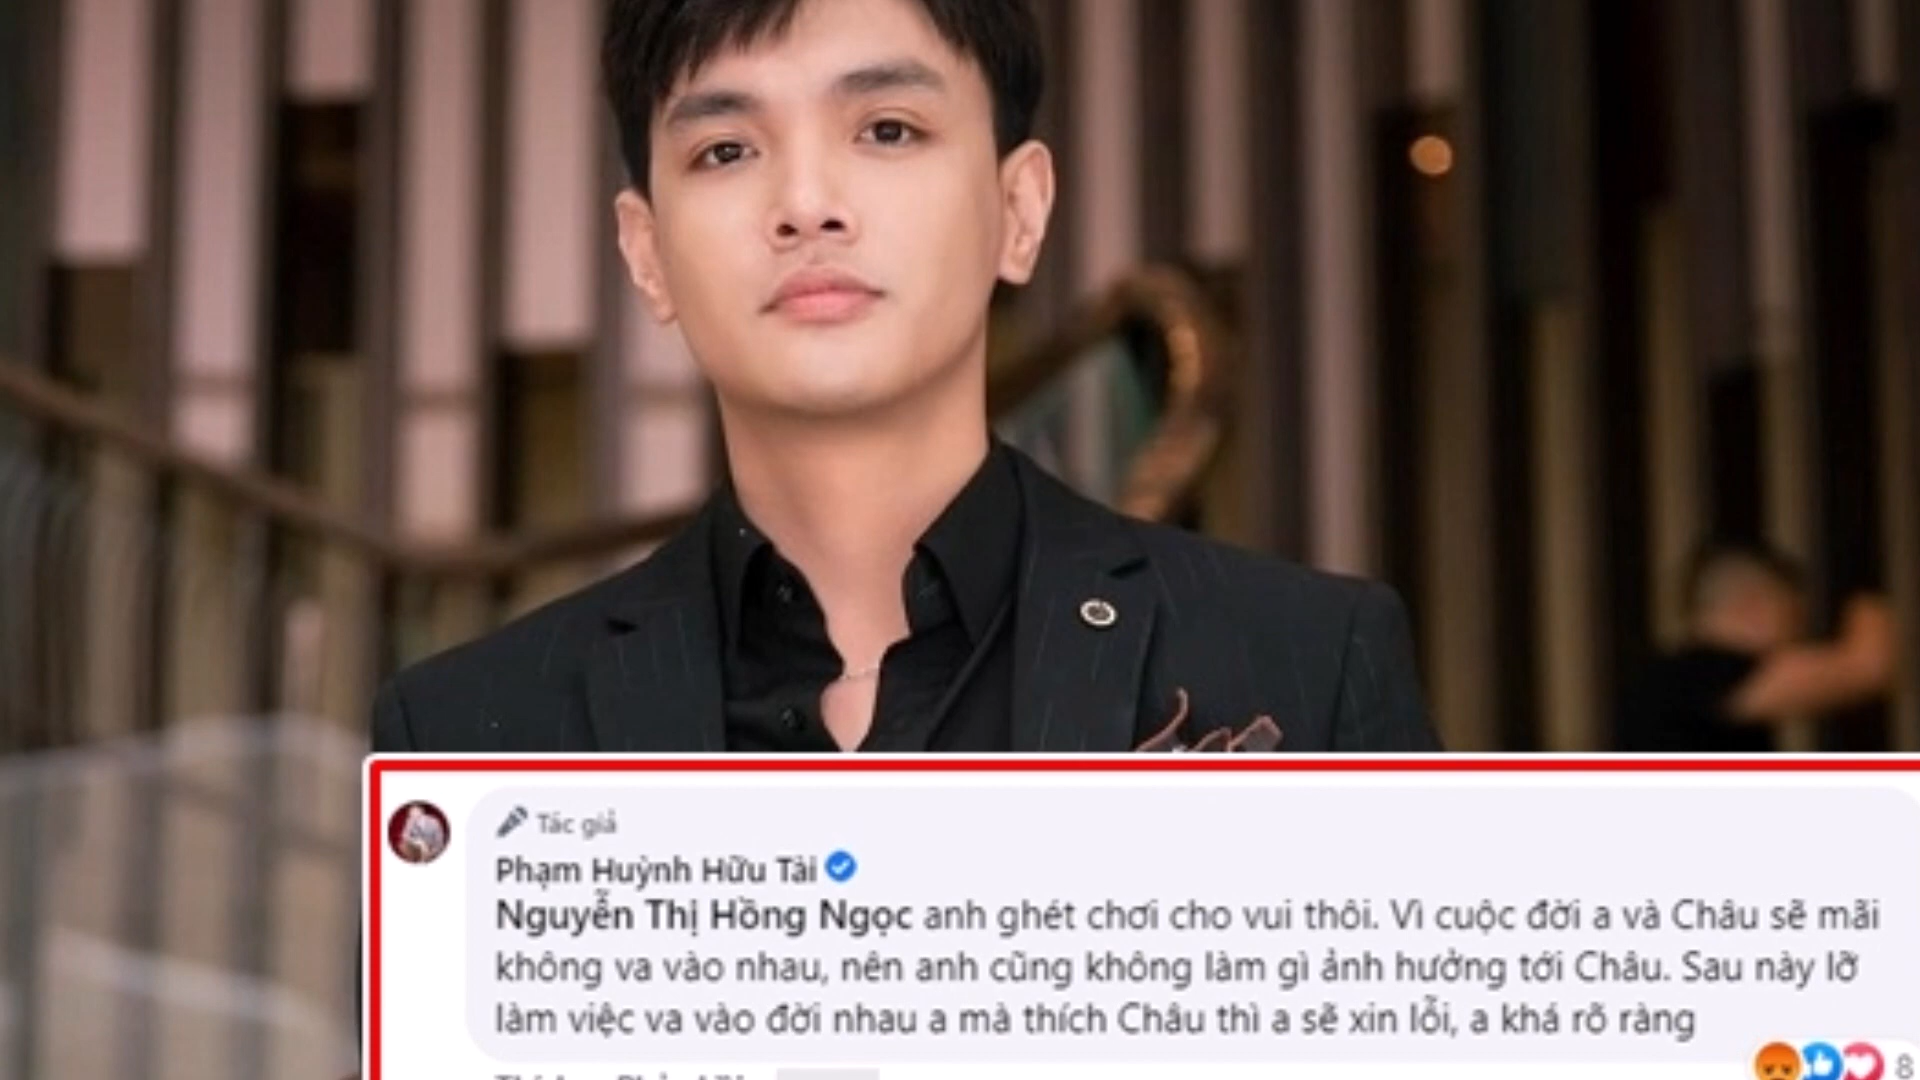 Tác giả
Phạm Huỳnh Hữu Tài
Nguyễn Thị Hồng Ngọc anh ghét chơi cho vui thôi. Vì cuộc đời a và Châu sẽ mãi
không va vào nhau, nên anh cũng không làm gì ảnh hưởng tới Châu. Sau này lỡ
làm việc va vào đời nhau a mà thích Châu thì a sẽ xin lỗi, a khá rõ ràng
8